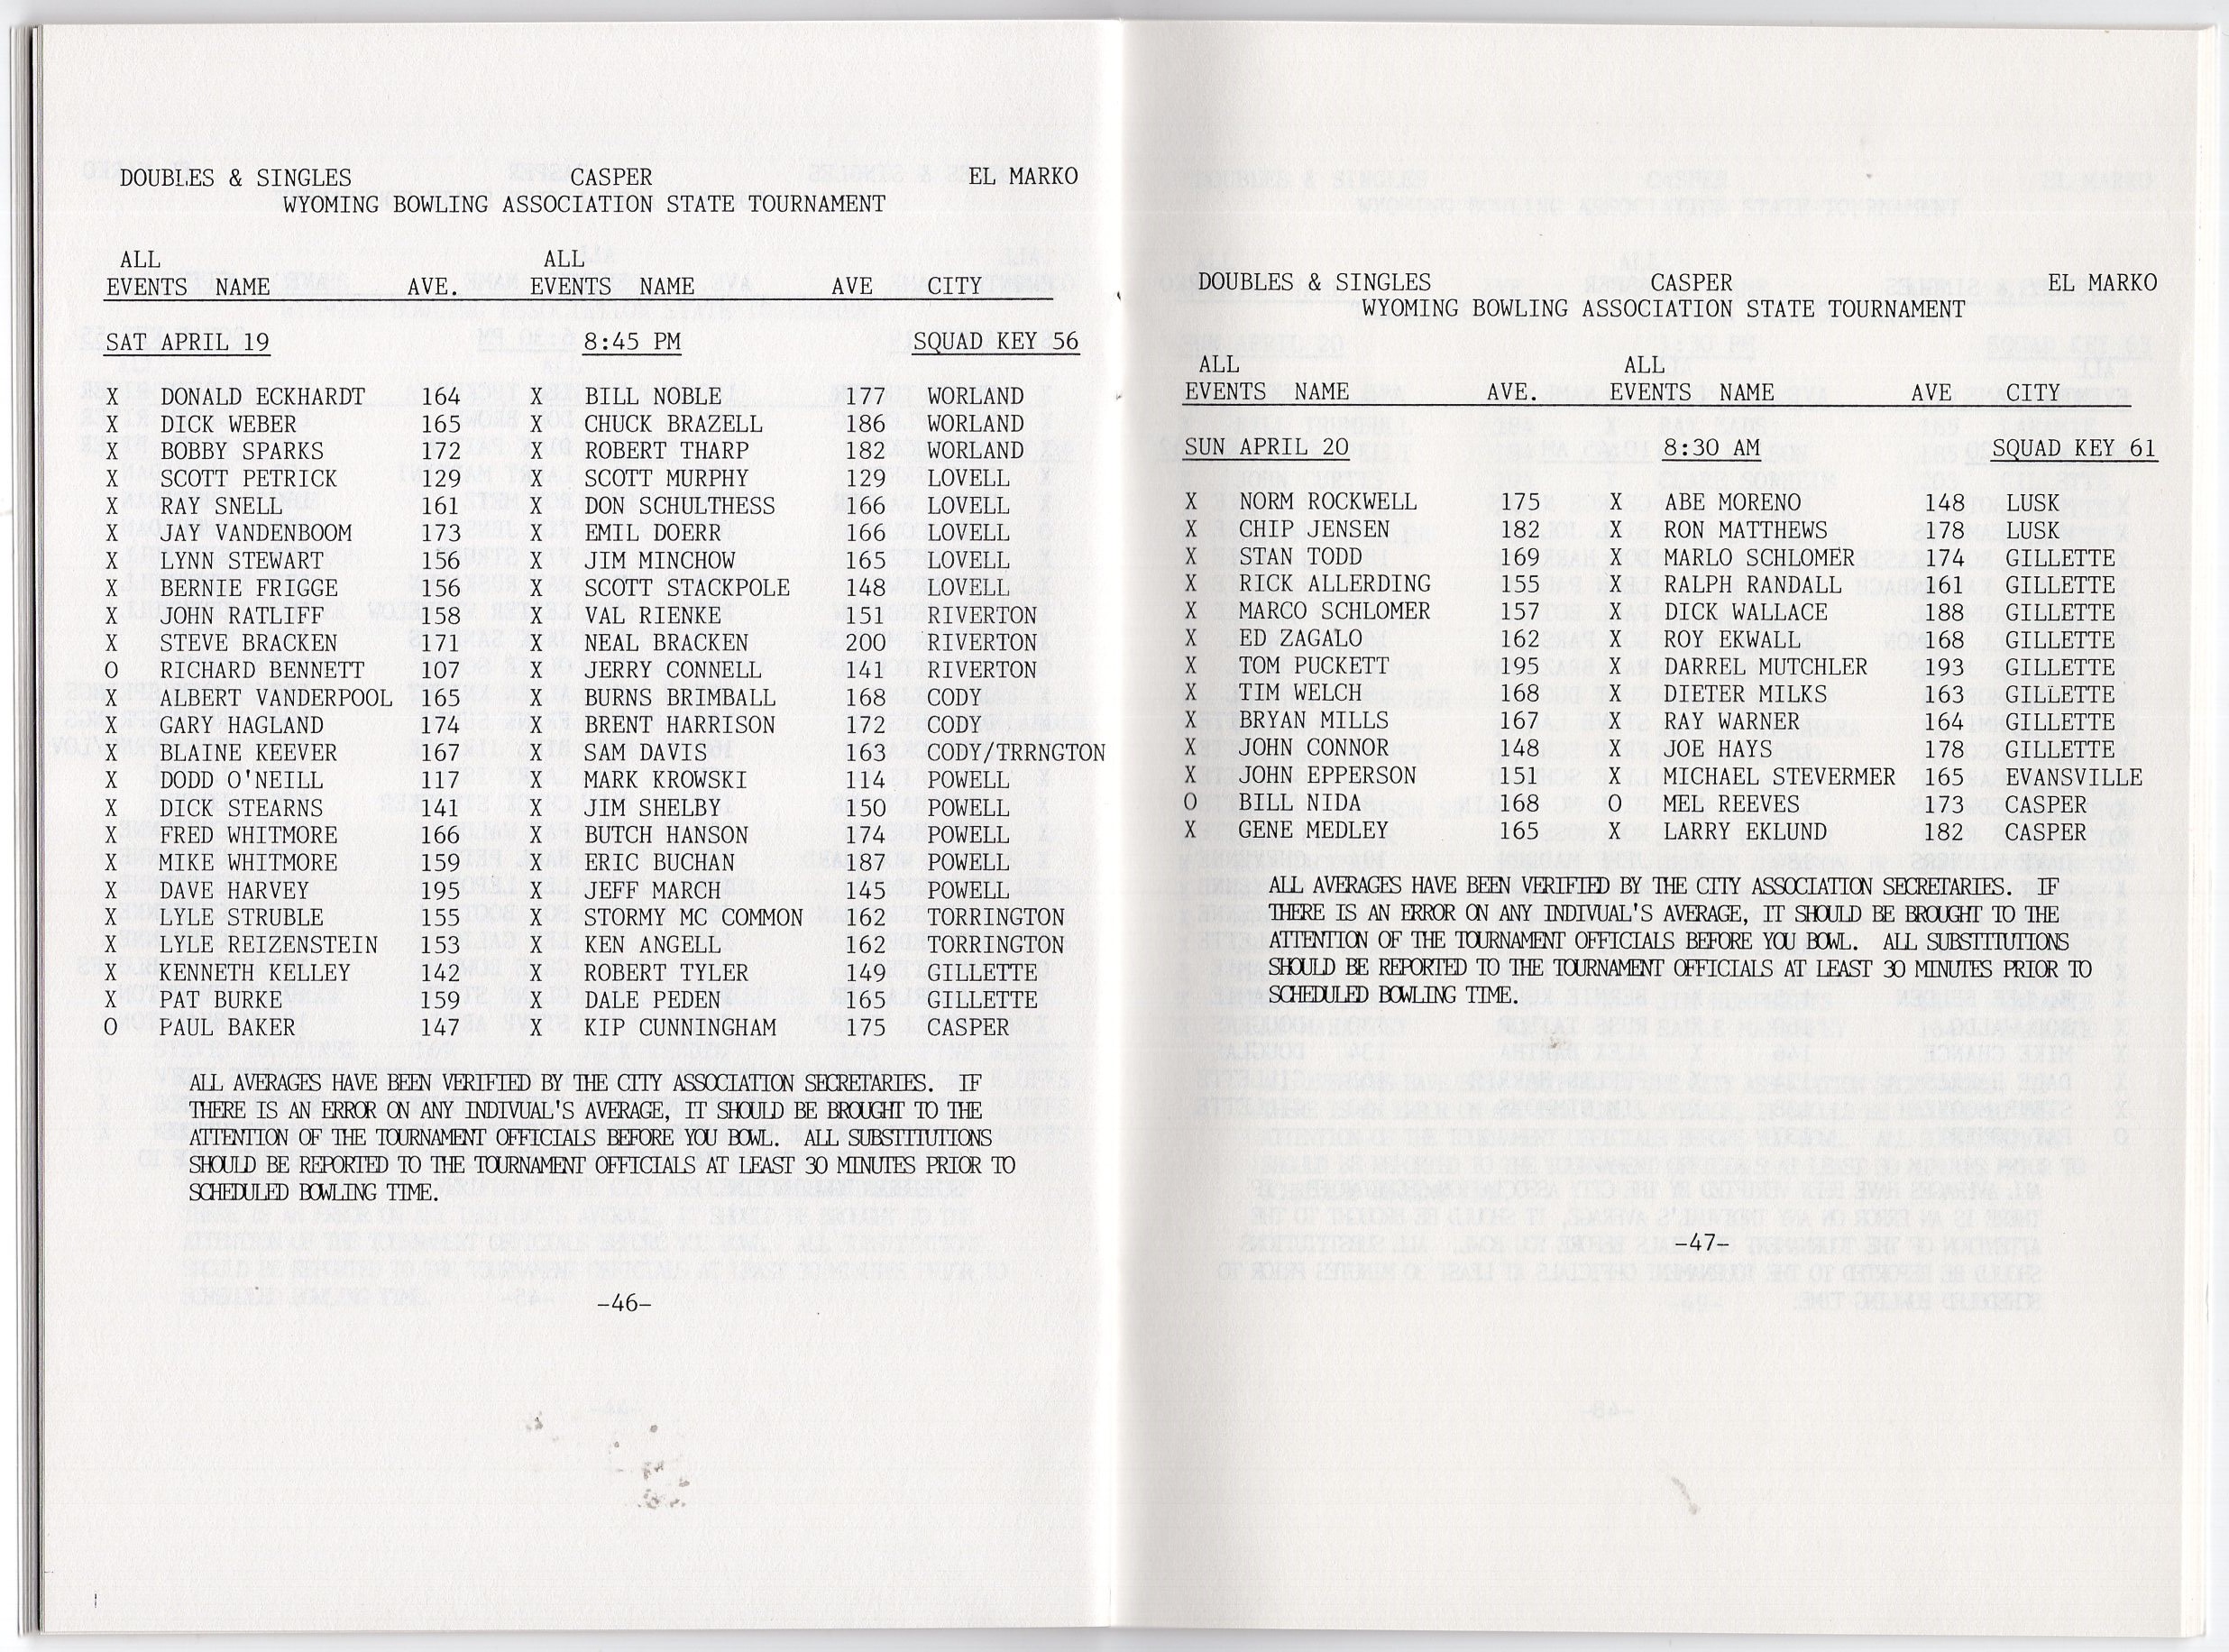 DOUBLES & SINGLES CASPER EL MARKO
WYOMING BOWLING ASSOCIATION STATE TOURNAMENT
ALL ALL
EVENTS NAME AVE. EVENTS NAME AVE CITY
SAT APRIL 19 8:45 PM SQUAD KEY 56
X DONALD ECKHARDT 164 X BILL NOBLE 177 WORLAND
X DICK WEBER 165 X CHUCK BRAZELL 186 WORLAND
X BOBBY SPARKS 172 X ROBERT THARP 182 WORLAND
X SCOTT PETRICK 129 X SCOTT MURPHY 129 LOVELL
X RAY SNELL 161 X DON SCHULTHESS 166 LOVELL
X JAY VANDENBOOM 173 X EMIL DOERR 166 LOVELL
X LYNN STEWART 156 X JIM MINCHOW 165 LOVELL
X BERNIE FRIGGE 156 X SCOTT STACKPOLE 148 LOVELL
X JOHN RATLIFF 158 X VAL RIENKE 151 RIVERTON
X STEVE BRACKEN 171 X NEAL BRACKEN 200 RIVERTON
O RICHARD BENNETT 107 X JERRY CONNELL 141 RIVERTON
X ALBERT VANDERPOOL 165 X BURNS BRIMBALL 168 CODY
X GARY HAGLAND 174 X BRENT HARRISON 172 CODY
X BLAINE KEEVER 167 X SAM DAVIS 163 CODY/TRRNGTON
X DODD O'NEILL 117 X MARK KROWSKI 114 POWELL
X DICK STEARNS 141 X JIM SHELBY 150 POWELL
X FRED WHITMORE 166 X BUTCH HANSON 174 POWELL
X MIKE WHITMORE 159 X ERIC BUCHAN 187 POWELL
X DAVE HARVEY 195 X JEFF MARCH 145 POWELL
X LYLE STRUBLE 155 X STORMY MC COMMON 162 TORRINGTON
X LYLE REIZENSTEIN 153 X KEN ANGELL 162 TORRINGTON
X KENNETH KELLEY 142 X ROBERT TYLER 149 GILLETTE
X PAT BURKE 159 X DALE PEDEN 165 GILLETTE
O PAUL BAKER 147 X KIP CUNNINGHAM 175 CASPER
ALL AVERAGES HAVE BEEN VERIFIED BY THE CITY ASSOCIATION SECRETARIES. IF
THERE IS AN ERROR ON ANY INDIVUAL'S AVERAGE, IT SHOULD BE BROUGHT TO THE
ATTENTION OF THE TOURNAMENT OFFICIALS BEFORE YOU BOWL. ALL SUBSTITUTIONS
SHOULD BE REPORTED TO THE TOURNAMENT OFFICIALS AT LEAST 30 MINUTES PRIOR TO
SCHEDULED BOWLING TIME.
-46-
DOUBLES & SINGLES CASPER EL MARKO
WYOMING BOWLING ASSOCIATION STATE TOURNAMENT
ALL ALL
EVENTS NAME AVE. EVENTS NAME AVE CITY
SUN APRIL 20 8:30 AM SQUAD KEY 61
X NORM ROCKWELL 175 X ABE MORENO 148 LUSK
X CHIP JENSEN 182 X RON MATTHEWS 178 LUSK
X STAN TODD 169 X MARLO SCHLOMER 174 GILLETTE
X RICK ALLERDING 155 X RALPH RANDALL 161 GILLETTE
X MARCO SCHLOMER 157 X DICK WALLACE 188 GILLETTE
X ED ZAGALO 162 X ROY EKWALL 168 GILLETTE
X TOM PUCKETT 195 X DARREL MUTCHLER 193 GILLETTE
X TIM WELCH 168 X DIETER MILKS 163 GILLETTE
X BRYAN MILLS 167 X RAY WARNER 164 GILLETTE
X JOHN CONNOR 148 X JOE HAYS 178 GILLETTE
X JOHN EPPERSON 151 X MICHAEL STEVERMER 165 EVANSVILLE
O BILL NIDA 168 O MEL REEVES 173 CASPER
X GENE MEDLEY 165 X LARRY EKLUND 182 CASPER
ALL AVERAGES HAVE BEEN VERIFIED BY THE CITY ASSOCIATION SECRETARIES. IF
THERE IS AN ERROR ON ANY INDIVUAL'S AVERAGE, IT SHOULD BE BROUGHT TO THE
ATTENTION OF THE TOURNAMENT OFFICIALS BEFORE YOU BOWL. ALL SUBSTITUTIONS
SHOULD BE REPORTED TO THE TOURNAMENT OFFICIALS AT LEAST 30 MINUTES PRIOR TO
SCHEDULED BOWLING TIME.
-47-